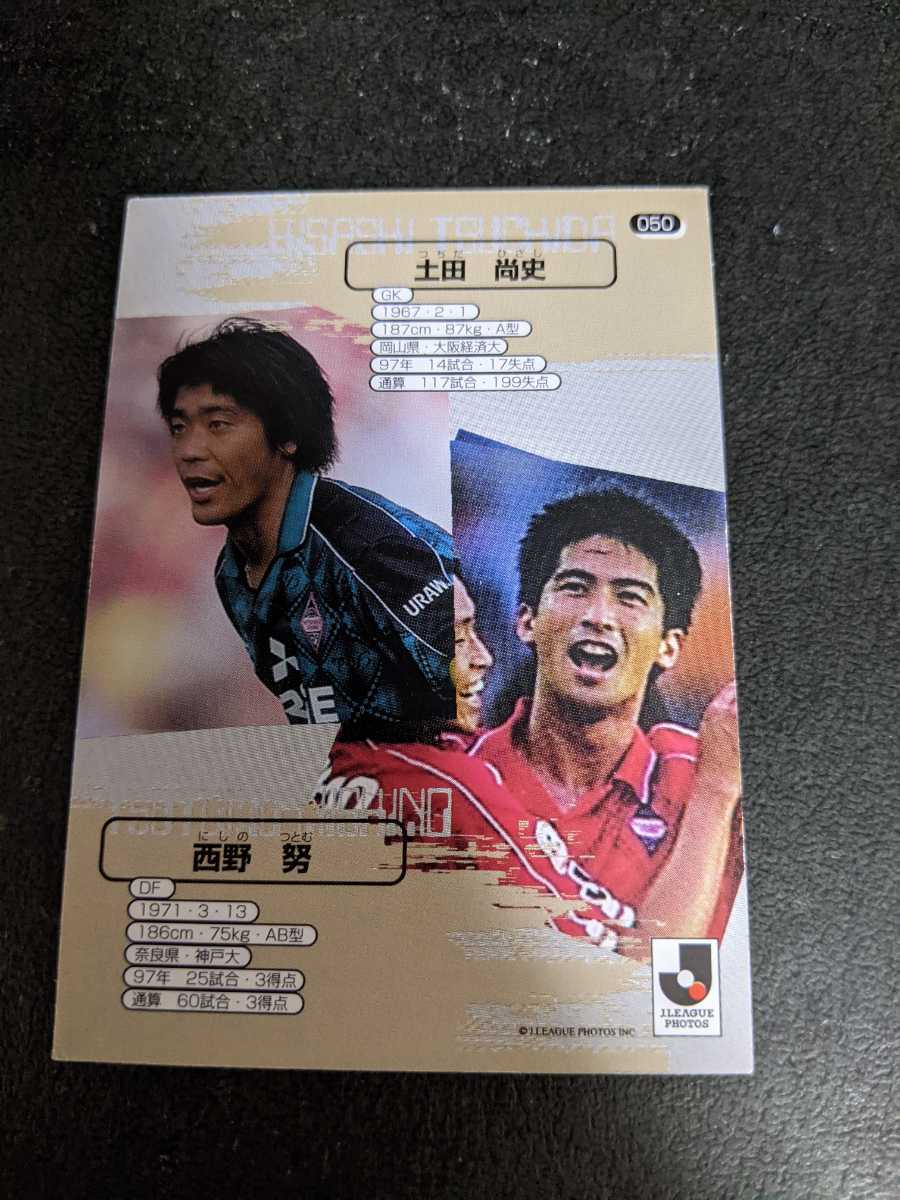 050
HISASHI TSUCHIDA
つちだ ひさし
土田 尚史
GK
1967・2・1
187cm・87kg・A型
岡山県・大阪経済大
97年 14試合・17失点
通算 117試合・199失点
URAW
RE
TSUTOMU NISHINO
にしの つとむ
西野 努
DF
1971・3・13
186cm・75kg・AB型
奈良県・神戸大
97年 25試合・3得点
通算 60試合・3得点
J.LEAGUE
PHOTOS
© J.LEAGUE PHOTOS INC